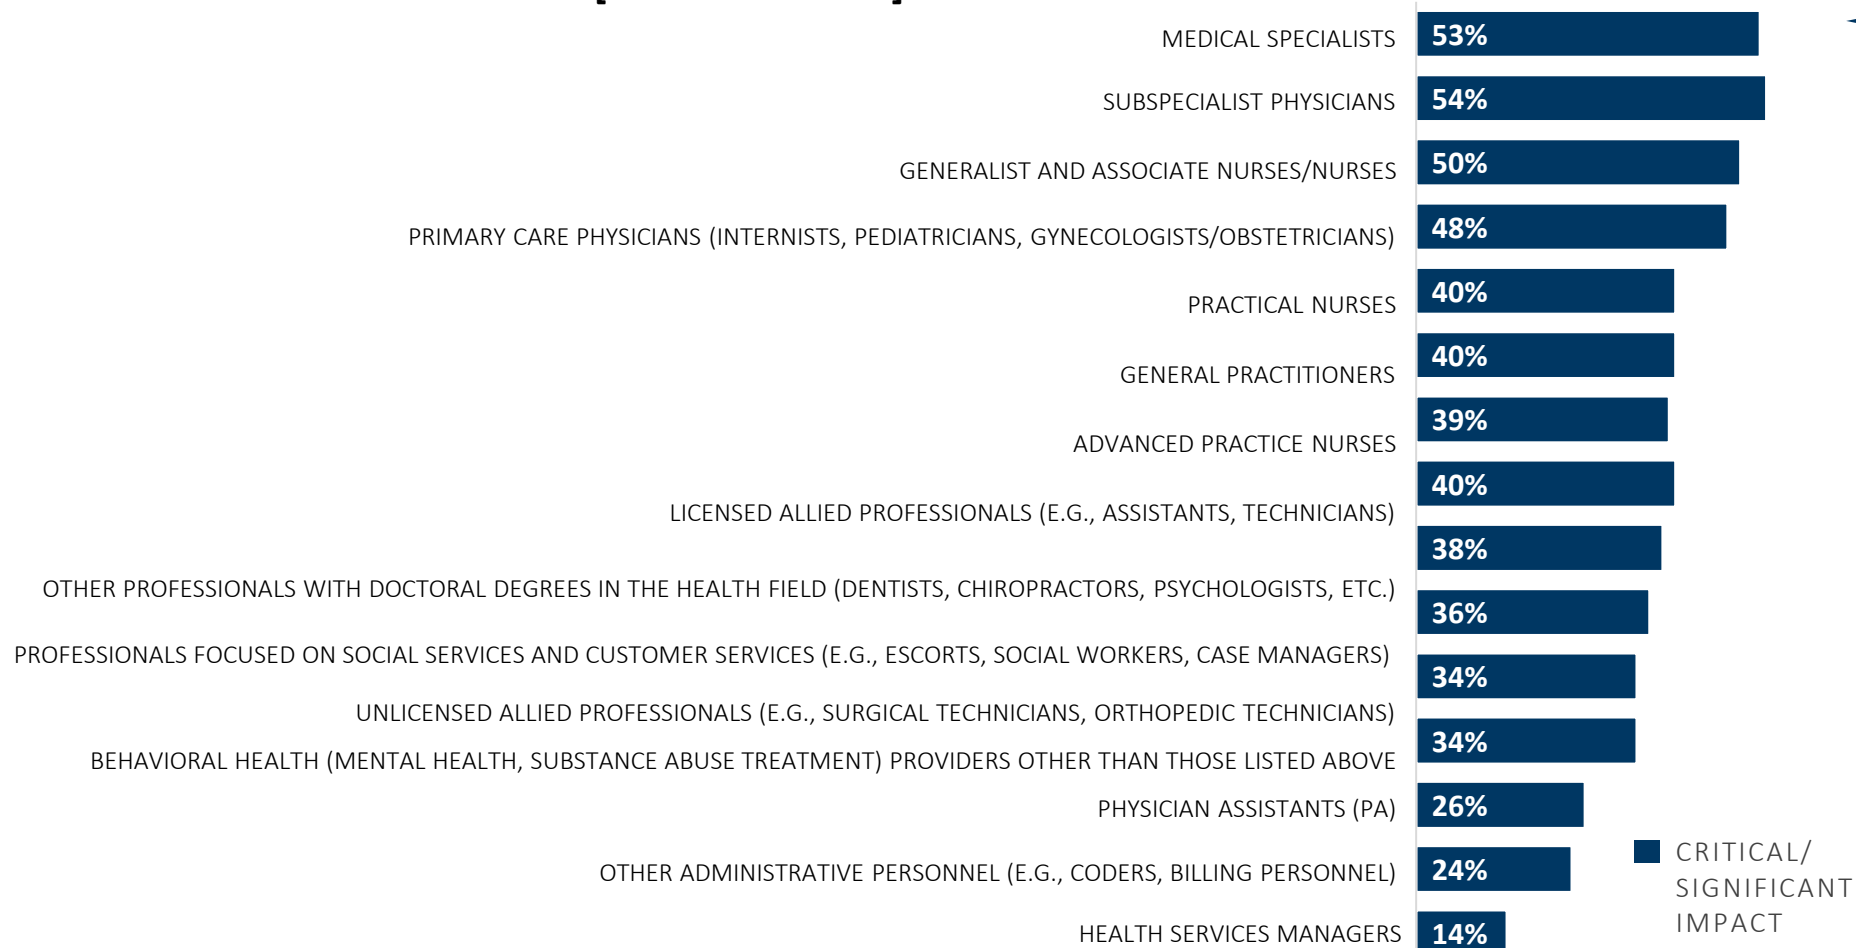 MEDICAL SPECIALISTS 53%
SUBSPECIALIST PHYSICIANS 54%
GENERALIST AND ASSOCIATE NURSES/NURSES 50%
PRIMARY CARE PHYSICIANS (INTERNISTS, PEDIATRICIANS, GYNECOLOGISTS/OBSTETRICIANS) 48%
PRACTICAL NURSES 40%
GENERAL PRACTITIONERS 40%
ADVANCED PRACTICE NURSES 39%
LICENSED ALLIED PROFESSIONALS (E.G., ASSISTANTS, TECHNICIANS) 40%
OTHER PROFESSIONALS WITH DOCTORAL DEGREES IN THE HEALTH FIELD (DENTISTS, CHIROPRACTORS, PSYCHOLOGISTS, ETC.) 38%
PROFESSIONALS FOCUSED ON SOCIAL SERVICES AND CUSTOMER SERVICES (E.G., ESCORTS, SOCIAL WORKERS, CASE MANAGERS) 36%
UNLICENSED ALLIED PROFESSIONALS (E.G., SURGICAL TECHNICIANS, ORTHOPEDIC TECHNICIANS) 34%
BEHAVIORAL HEALTH (MENTAL HEALTH, SUBSTANCE ABUSE TREATMENT) PROVIDERS OTHER THAN THOSE LISTED ABOVE 34%
PHYSICIAN ASSISTANTS (PA) 26%
OTHER ADMINISTRATIVE PERSONNEL (E.G., CODERS, BILLING PERSONNEL) 24%
HEALTH SERVICES MANAGERS 14%
CRITICAL/
SIGNIFICANT
IMPACT